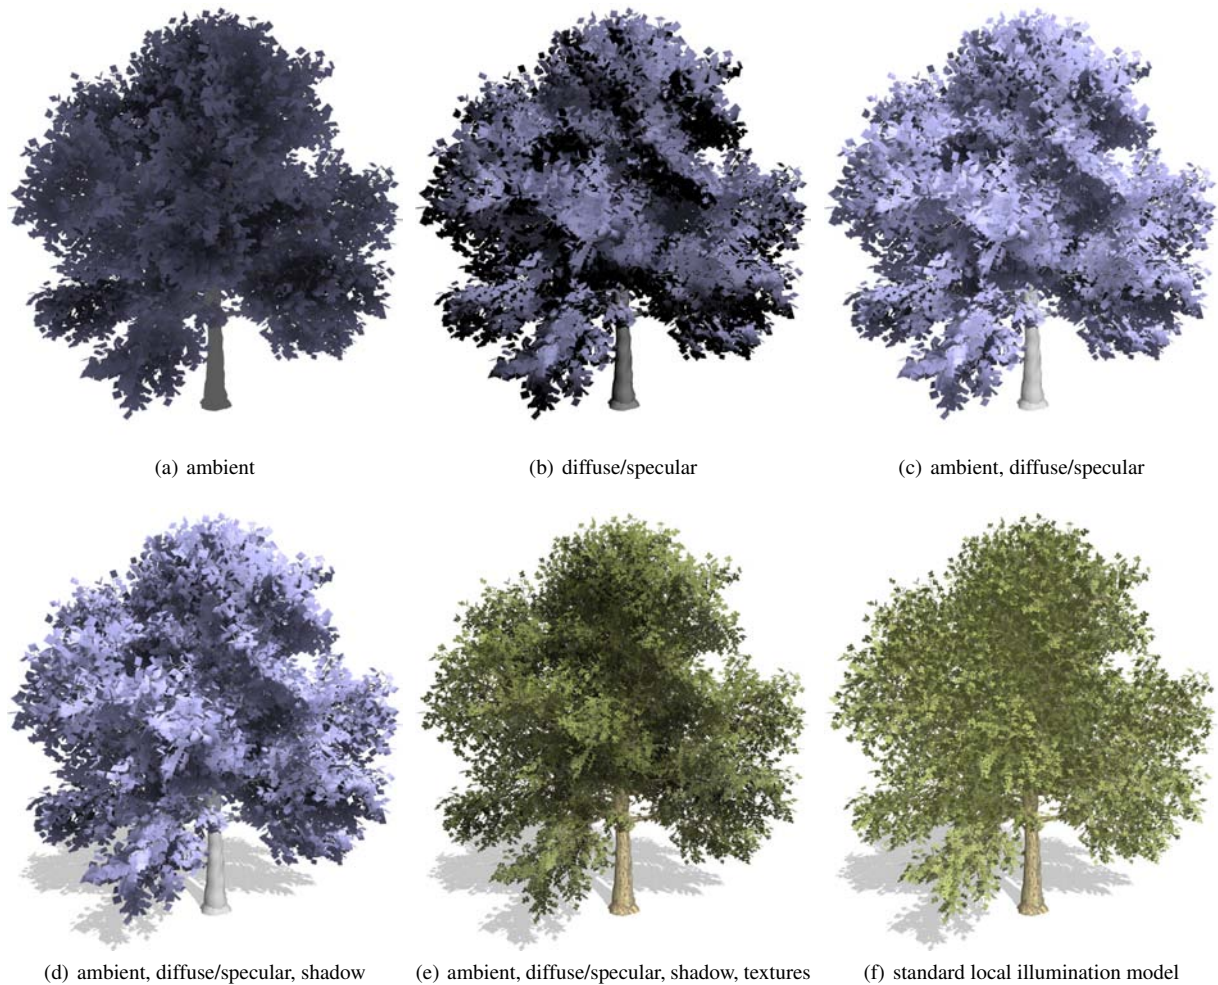 (a) ambient
(b) diffuse/specular
(c) ambient, diffuse/specular
(d) ambient, diffuse/specular, shadow
(e) ambient, diffuse/specular, shadow, textures
(f) standard local illumination model